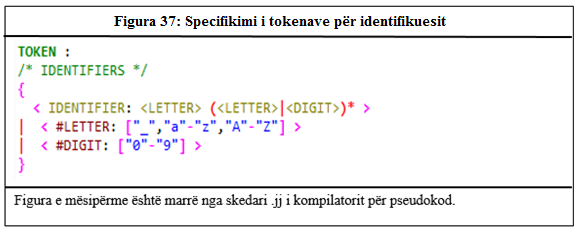 Figura 37: Specifikimi i tokenave për identifikuesit
TOKEN :
/* IDENTIFIERS */
{
< IDENTIFIER: <LETTER> (<LETTER>|<DIGIT>)* >
| < #LETTER: ["_","a"-"z","A"-"Z"] >
| < #DIGIT: ["0"-"9"] >
}
Figura e mësipërme është marrë nga skedari .jj i kompilatorit për pseudokod.